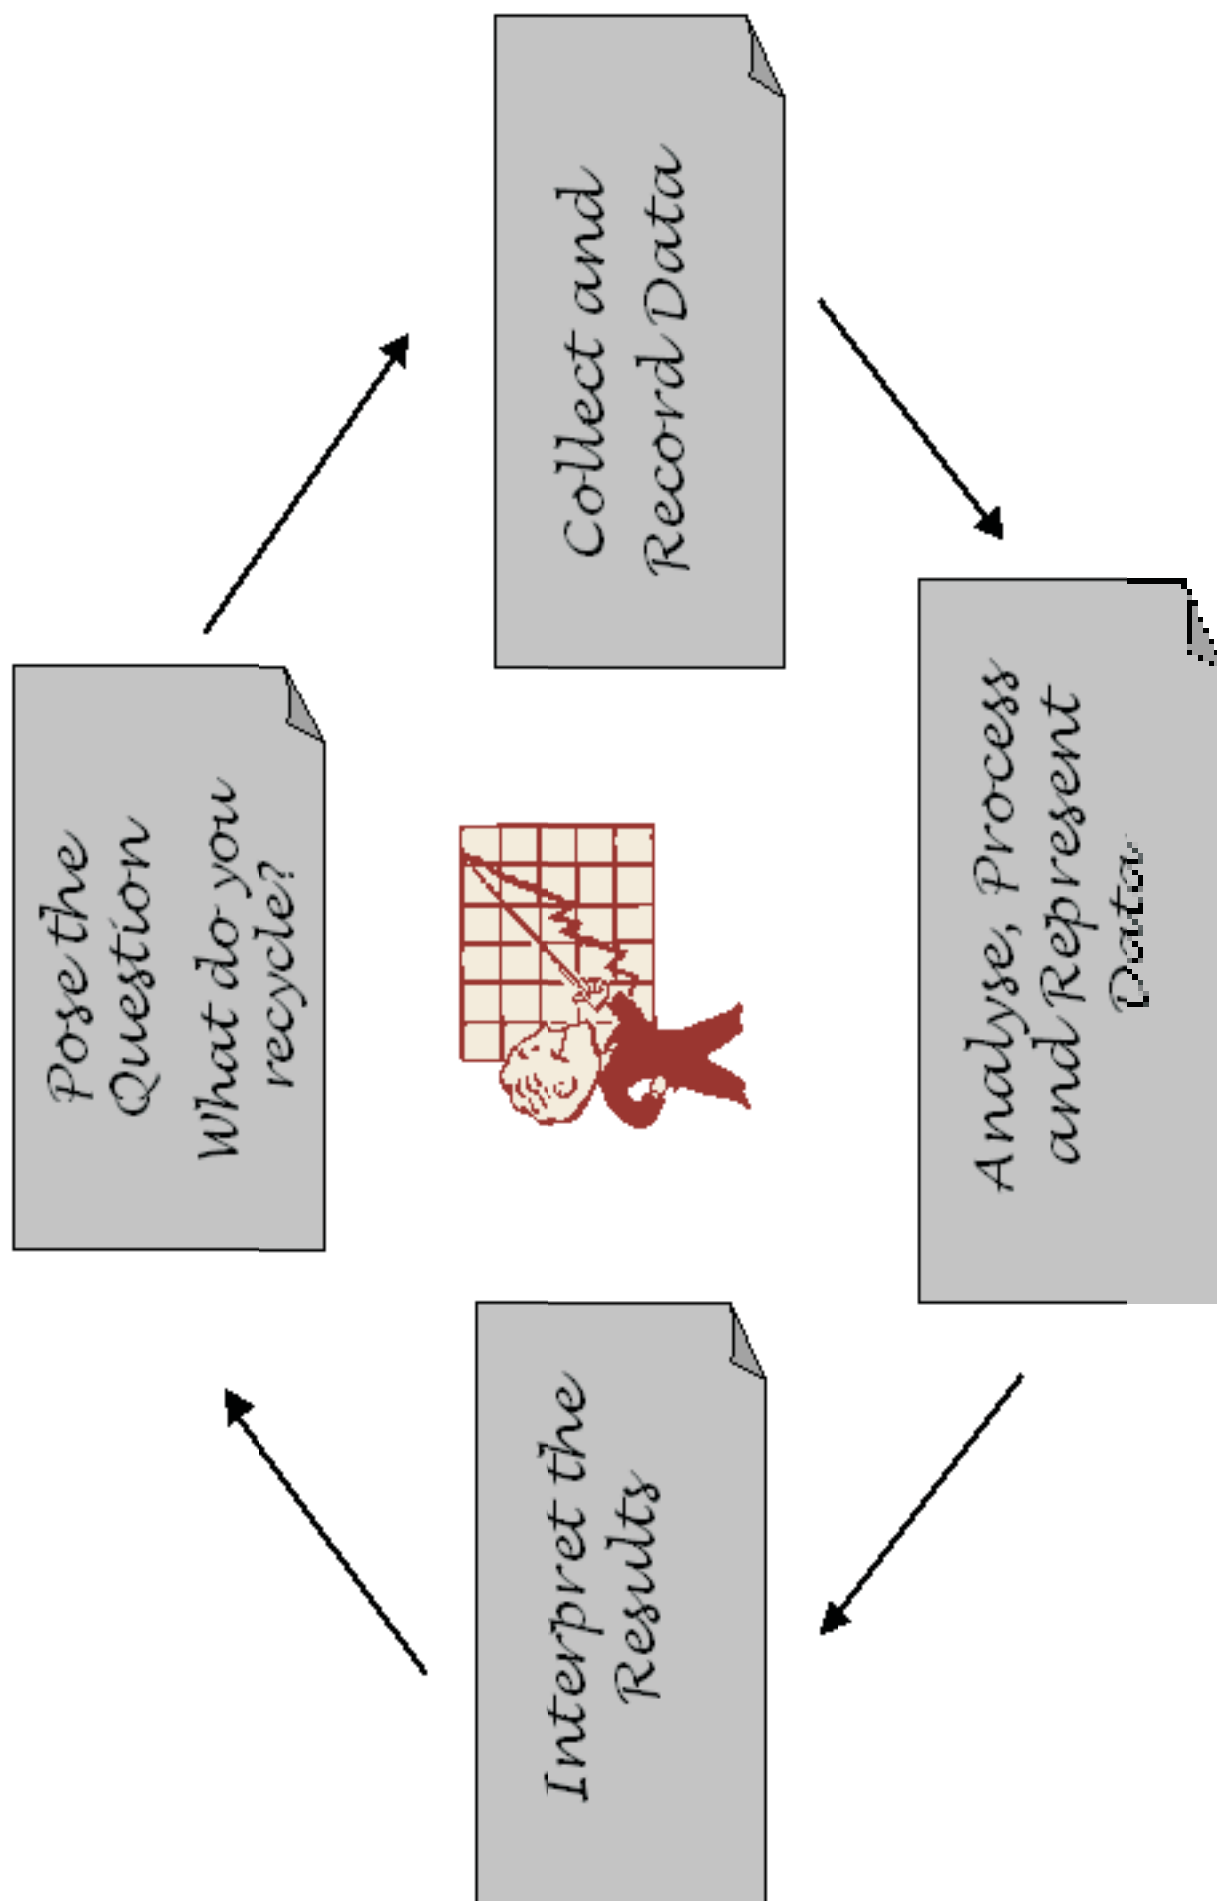 Pose the
Question
What do you
recycle?
Collect and
Record Data
Analyse, Process
and Represent
Data
Interpret the
Results